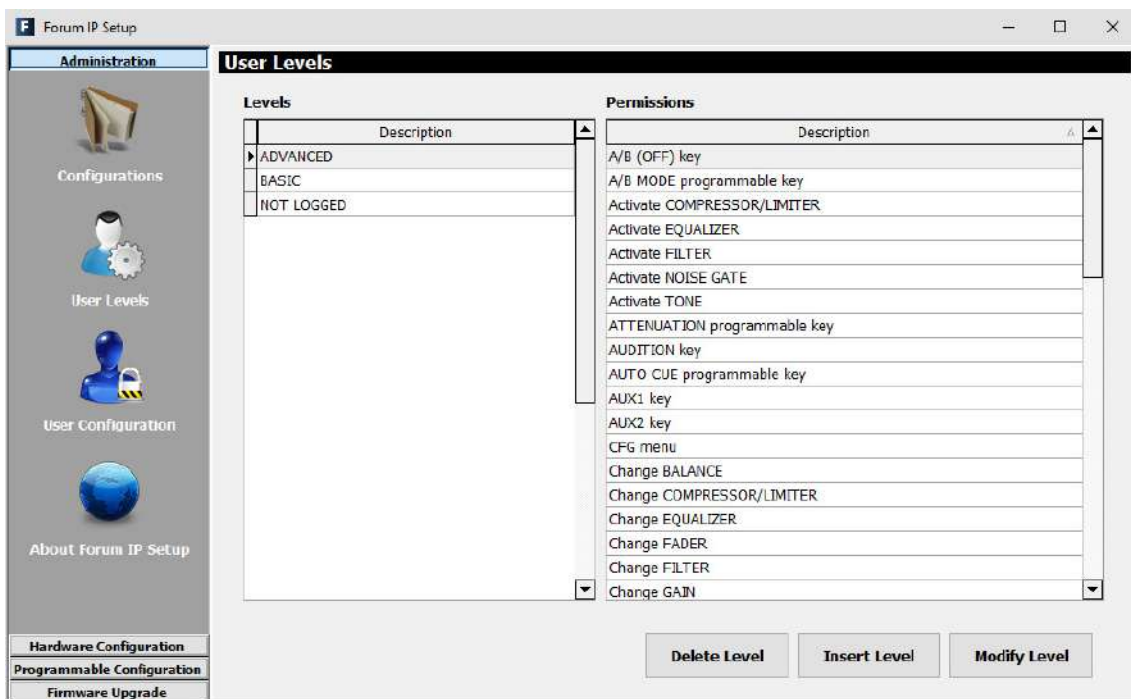 F Forum IP Setup
Administration
Configurations
User Levels
User Configuration
About Forum IP Setup
Hardware Configuration
Programmable Configuration
Firmware Upgrade
User Levels
Levels
Description
ADVANCED
BASIC
NOT LOGGED
Permissions
Description
A/B (OFF) key
A/B MODE programmable key
Activate COMPRESSOR/LIMITER
Activate EQUALIZER
Activate FILTER
Activate NOISE GATE
Activate TONE
ATTENUATION programmable key
AUDITION key
AUTO CUE programmable key
AUX1 key
AUX2 key
CFG menu
Change BALANCE
Change COMPRESSOR/LIMITER
Change EQUALIZER
Change FADER
Change FILTER
Change GAIN
Delete Level
Insert Level
Modify Level